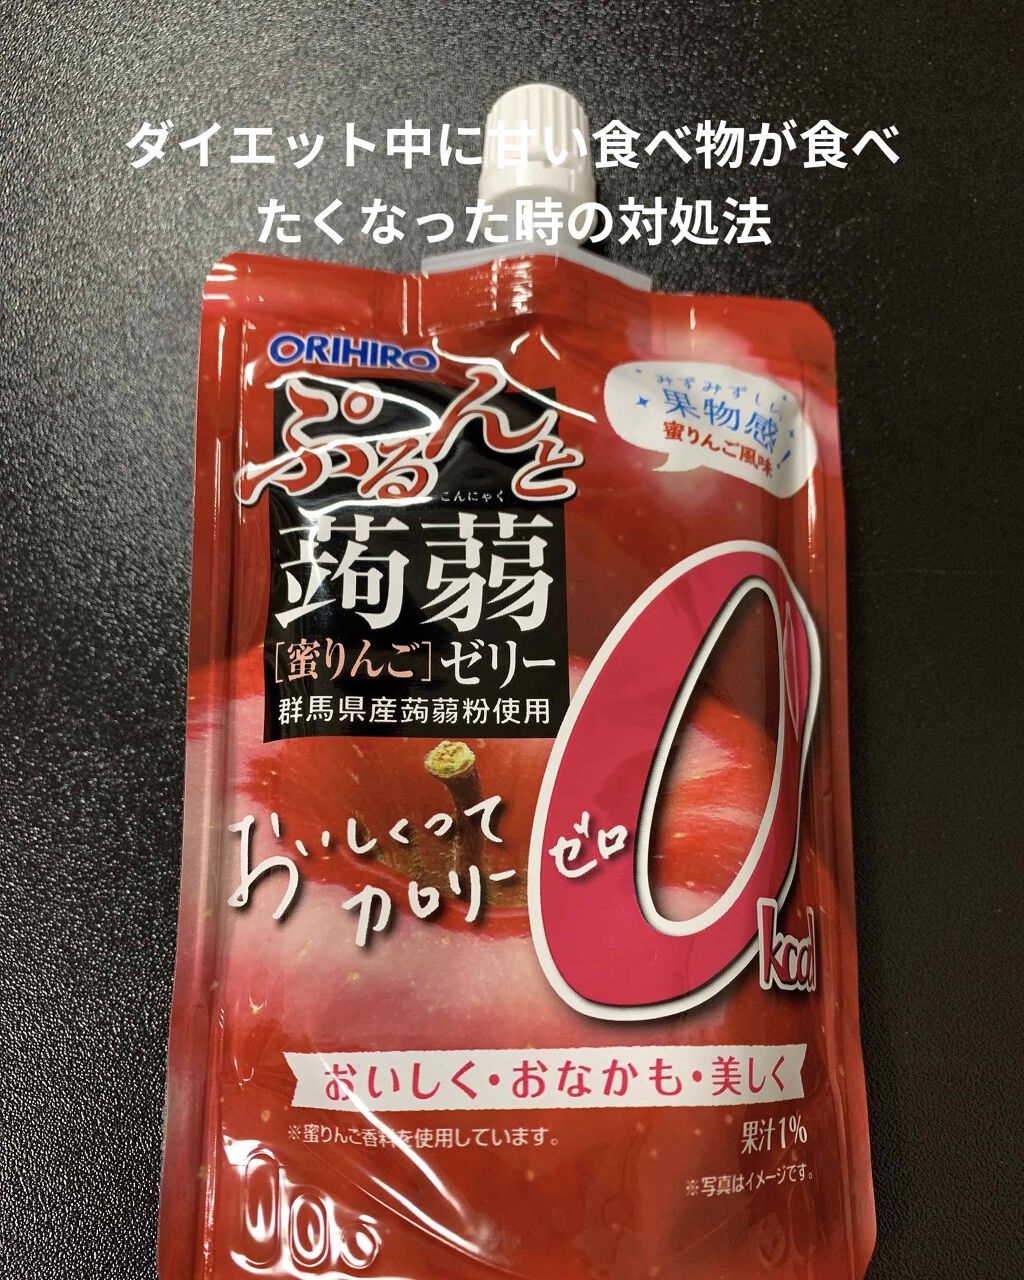 ダイエット中に甘い食べ物が食べ
たくなった時の対処法
ORIHIRO
ぷるんと
こんにゃく
蒟蒻
[蜜りんご]ゼリー
群馬県産蒟蒻粉使用
みずみずしい
果物感!
蜜りんご風味
おいしくって
カロリー
ゼロ
0
kcal
おいしく・おなかも・美しく
※蜜りんご香料を使用しています。
果汁1%
※写真はイメージです。